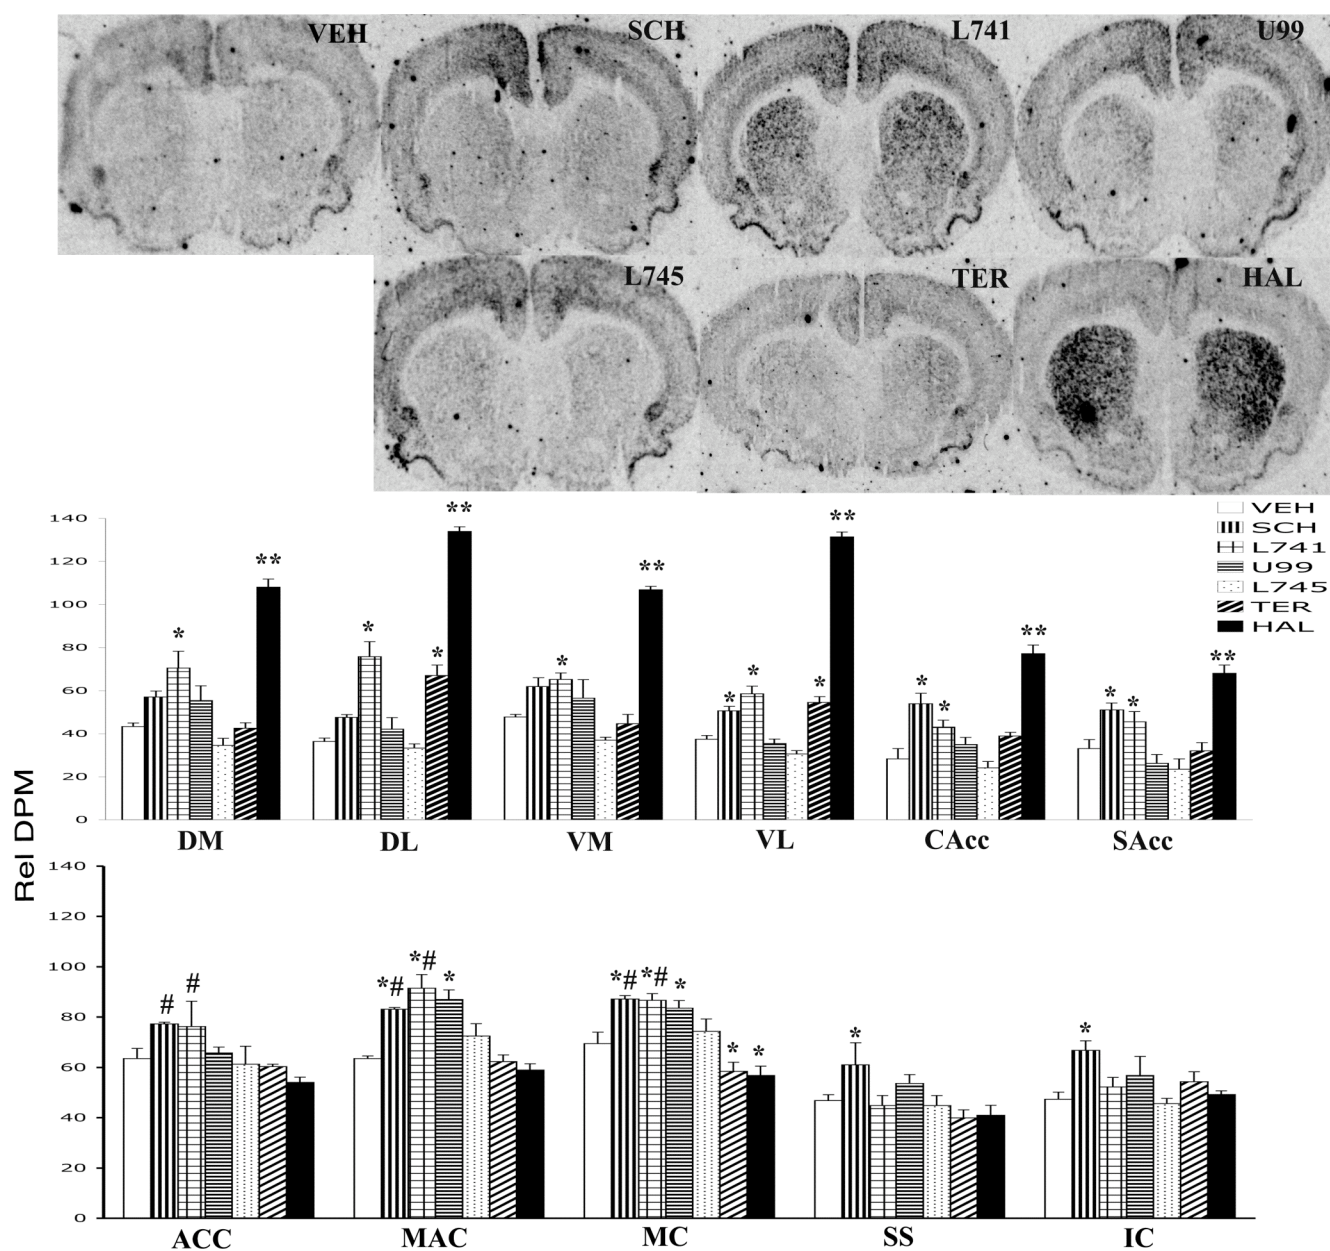 VEH SCH L741 U99
L745 TER HAL
VEH
SCH
L741
U99
L745
TER
HAL
Rel DPM
140
120
100
80
60
40
20
0
** ** ** ** ** **
* * * * * * * * * * *
DM DL VM VL CAcc SAcc
140
120
100
80
60
40
20
0
# # *# *# * *# *# * * * * *
ACC MAC MC SS IC